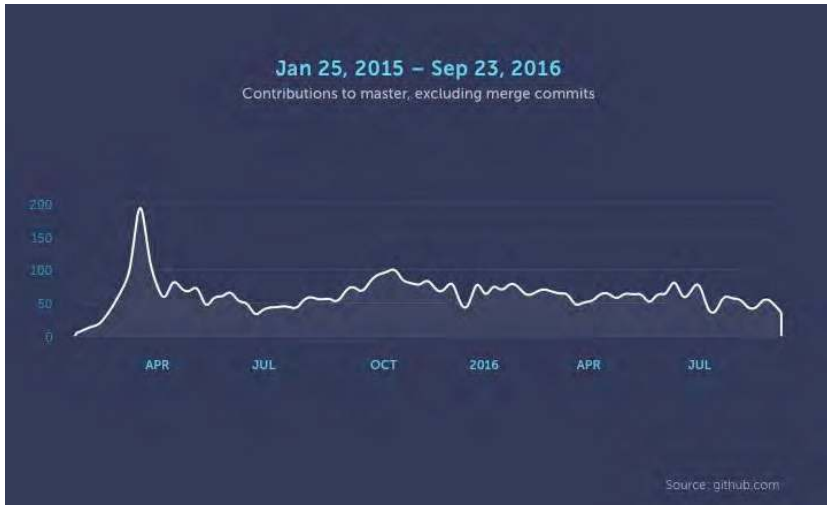 Jan 25, 2015 – Sep 23, 2016
Contributions to master, excluding merge commits
200
150
100
50
0
APR JUL OCT 2016 APR JUL
Source: github.com